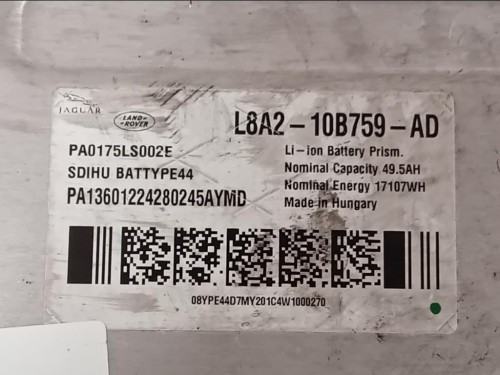 JAGUAR
LAND ROVER
L8A2-10B759-AD
PA0175LS002E
SDIHU BATTYPE44
PA13601224280245AYMD
Li-ion Battery Prism.
Nominal Capacity 49.5AH
Nominal Energy 17107WH
Made in Hungary
08YPE44D7MY201C4W1000270